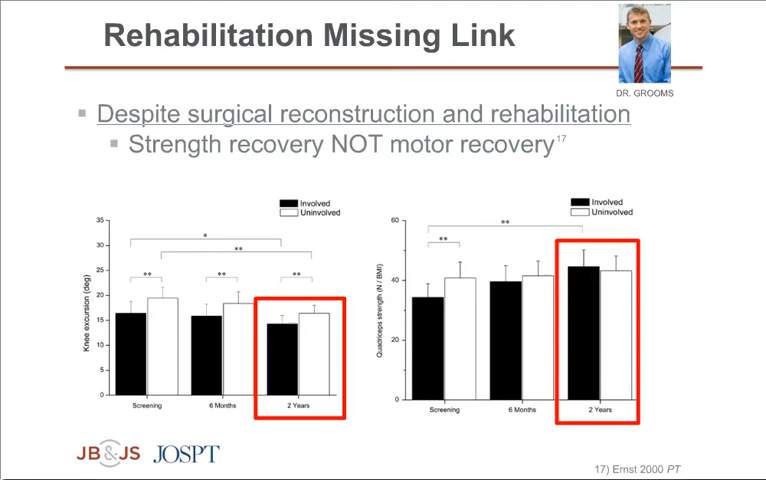 Rehabilitation Missing Link
DR. GROOMS
Despite surgical reconstruction and rehabilitation
Strength recovery NOT motor recovery17
Involved
Uninvolved
Knee excursion (deg)
35
30
25
20
15
10
5
0
*
**
** ** **
Screening 6 Months 2 Years
Involved
Uninvolved
Quadriceps strength (N / BMI)
60
40
20
0
**
**
Screening 6 Months 2 Years
JB&JS JOSPT
17) Ernst 2000 PT